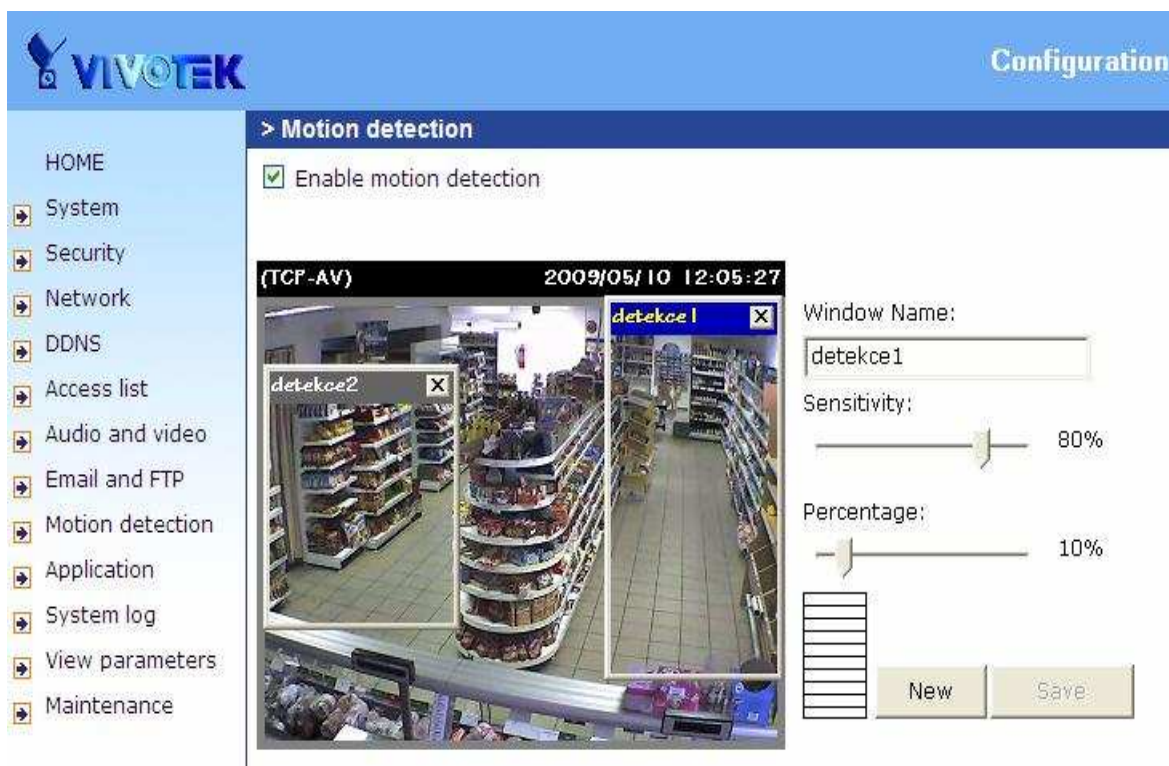 VIVOTEK
Configuration
> Motion detection
HOME
System
Security
Network
DDNS
Access list
Audio and video
Email and FTP
Motion detection
Application
System log
View parameters
Maintenance
Enable motion detection
(TCP-AV) 2009/05/10 12:05:27
detekce1
detekce2
Window Name:
detekce1
Sensitivity:
80%
Percentage:
10%
New Save